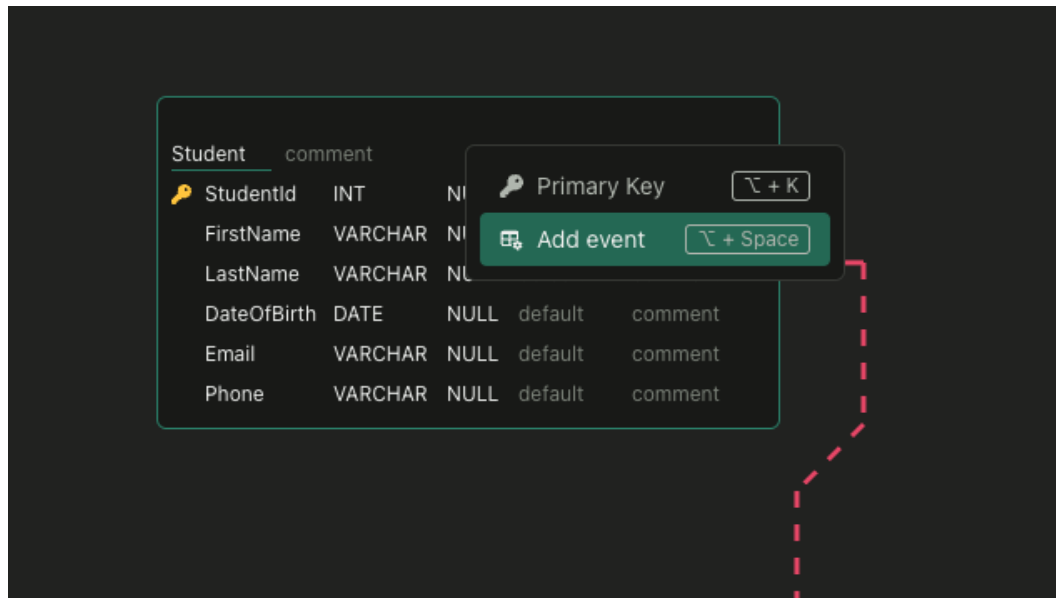 Student comment
StudentId INT
Primary Key ⌥ + K
FirstName VARCHAR
Add event ⌥ + Space
LastName VARCHAR
DateOfBirth DATE NULL default comment
Email VARCHAR NULL default comment
Phone VARCHAR NULL default comment